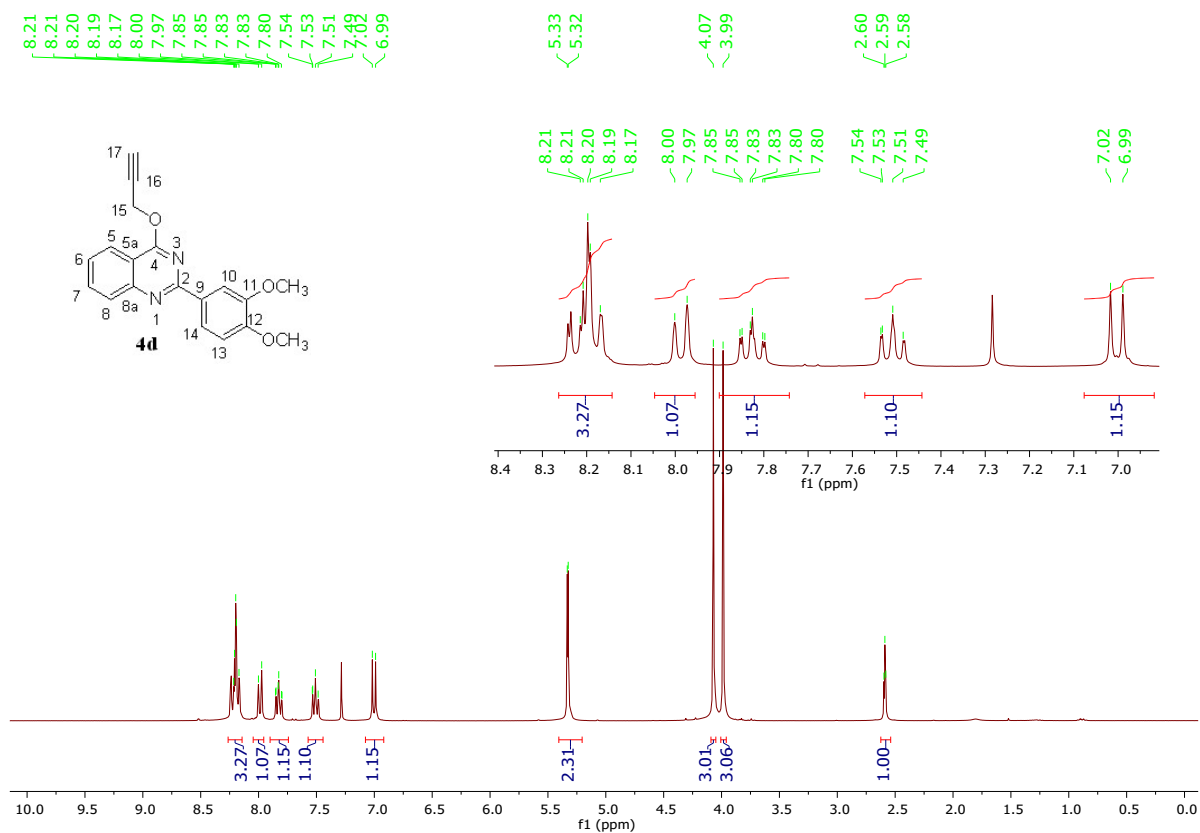 8.21 8.21 8.20 8.19 8.17 8.00 7.97 7.85 7.85 7.83 7.83 7.80 7.54 7.53 7.51 7.49 7.02 6.99 5.33 5.32 4.07 3.99 2.60 2.59 2.58
8.21 8.21 8.20 8.19 8.17 8.00 7.97 7.85 7.85 7.83 7.83 7.80 7.80 7.54 7.53 7.51 7.49 7.02 6.99
17
16
15
O
5 5a 3
6 4 N
2 10
7 9 11 OCH3
8a N
8 1 12
14 OCH3
4d 13
3.27 1.07 1.15 1.10 1.15
8.4 8.3 8.2 8.1 8.0 7.9 7.8 7.7 7.6 7.5 7.4 7.3 7.2 7.1 7.0
f1 (ppm)
3.27 1.07 1.15 1.10 1.15 2.31 3.01 3.06 1.00
10.0 9.5 9.0 8.5 8.0 7.5 7.0 6.5 6.0 5.5 5.0 4.5 4.0 3.5 3.0 2.5 2.0 1.5 1.0 0.5 0.0
f1 (ppm)